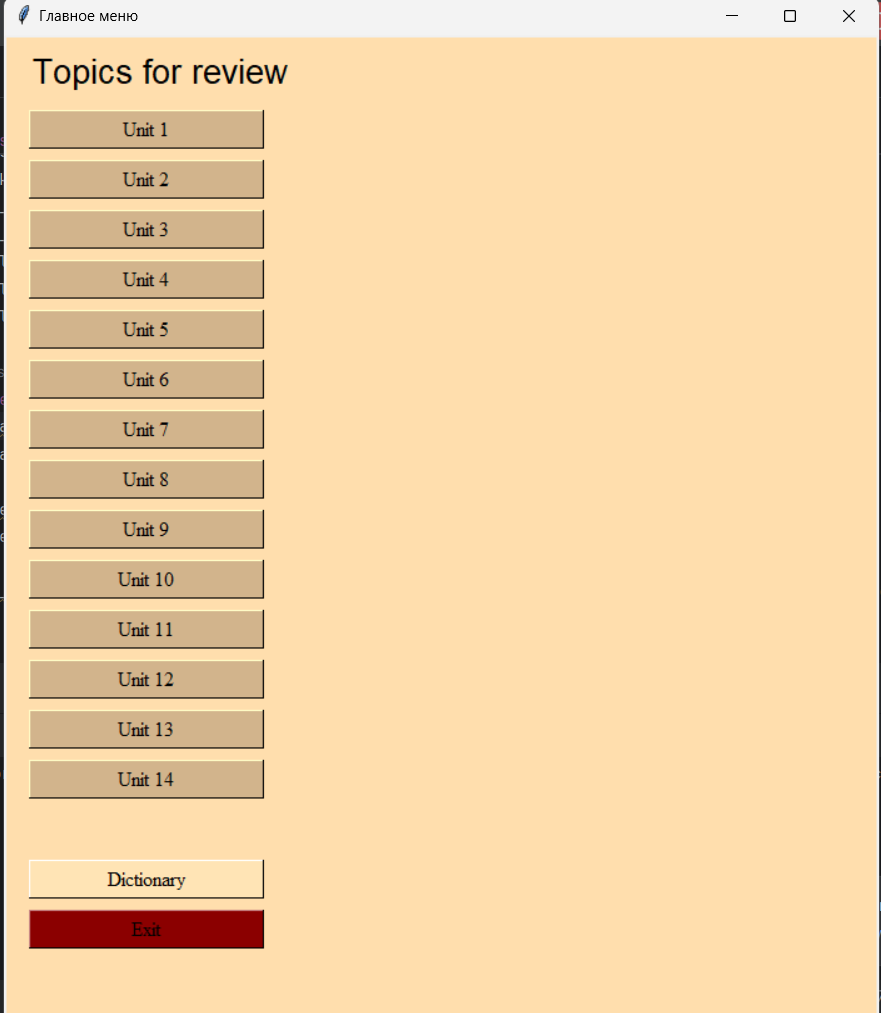 Главное меню
Topics for review
Unit 1
Unit 2
Unit 3
Unit 4
Unit 5
Unit 6
Unit 7
Unit 8
Unit 9
Unit 10
Unit 11
Unit 12
Unit 13
Unit 14
Dictionary
Exit